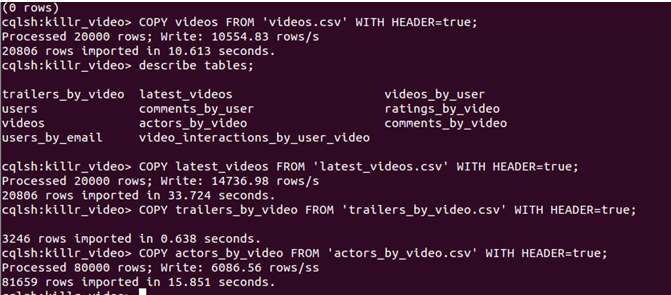 (0 rows)
cqlsh:killr_video> COPY videos FROM 'videos.csv' WITH HEADER=true;
Processed 20000 rows; Write: 10554.83 rows/s
20806 rows imported in 10.613 seconds.
cqlsh:killr_video> describe tables;
trailers_by_video latest_videos videos_by_user
users comments_by_user ratings_by_video
videos actors_by_video comments_by_video
users_by_email video_interactions_by_user_video
cqlsh:killr_video> COPY latest_videos FROM 'latest_videos.csv' WITH HEADER=true;
Processed 20000 rows; Write: 14736.98 rows/s
20806 rows imported in 33.724 seconds.
cqlsh:killr_video> COPY trailers_by_video FROM 'trailers_by_video.csv' WITH HEADER=true;
3246 rows imported in 0.638 seconds.
cqlsh:killr_video> COPY actors_by_video FROM 'actors_by_video.csv' WITH HEADER=true;
Processed 80000 rows; Write: 6086.56 rows/ss
81659 rows imported in 15.851 seconds.
cqlsh:killr_video>